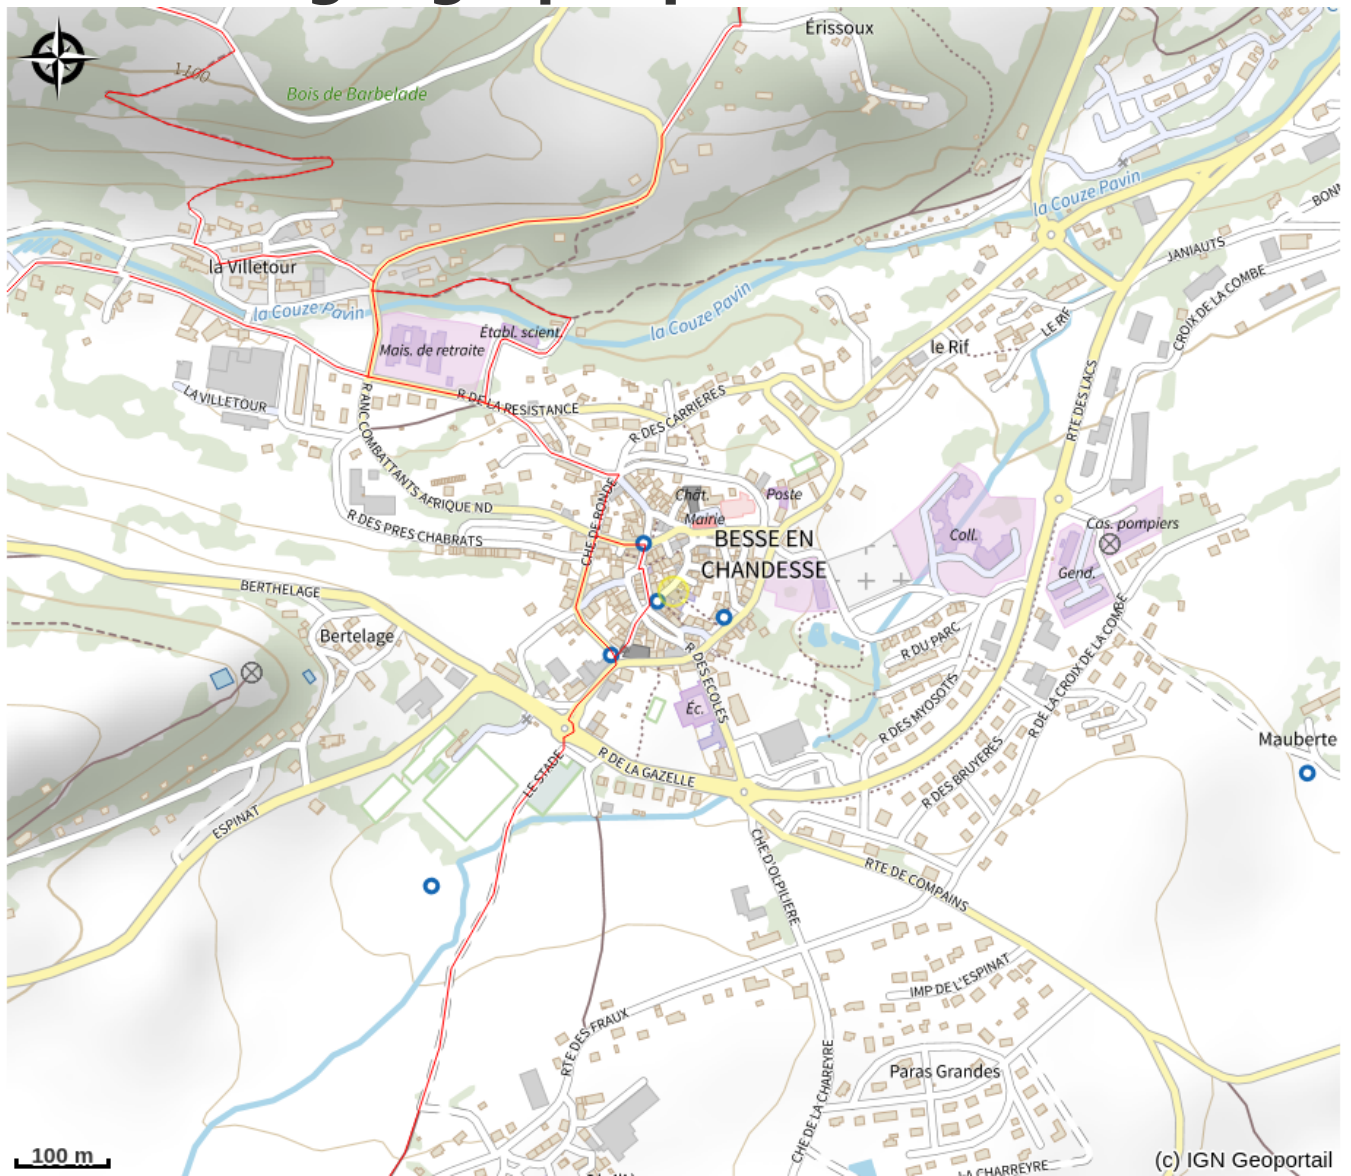 Érissoux
1100
Bois de Barbelade
la Couze Pavin
BONN
JANIAUTS
la Villetour
CROIX DE LA COMBE
la Couze Pavin
la Couze Pavin
Établ. scient.
Mais. de retraite
le Rif
LE RIF
RTE DES LACS
LA VILLETOUR
R DE LA RESISTANCE
R DES CARRIERES
R ANC COMBATTANTS AFRIQUE ND
Chât.
Poste
Mairie
CHE DE RONDE
R DES PRES CHABRATS
BESSE EN
CHANDESSE
Coll.
Cas. pompiers
Gend.
BERTHELAGE
Bertelage
R DU PARC
R DE LA CROIX DE LA COMBE
R DES ECOLES
Éc.
R DES MYOSOTIS
Mauberte
LE STADE
R DE LA GAZELLE
R DES BRUYERES
ESPINAT
CHE D'OLPILIERE
RTE DE COMPAINS
IMP DE L'ESPINAT
RTE DES FRAUX
CHE DE LA CHAREYRE
Paras Grandes
LA CHARREYRE
100 m
(c) IGN Geoportail